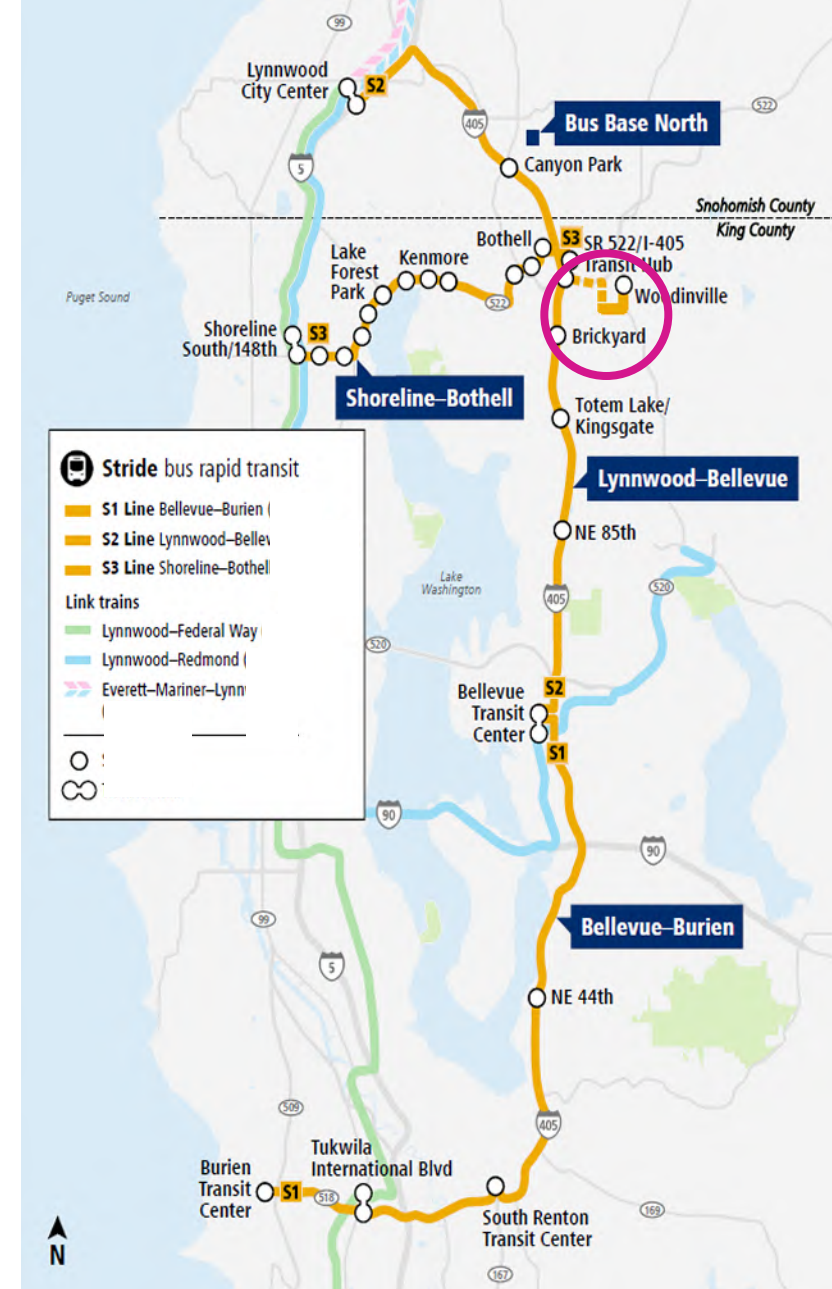 99
Lynnwood
City Center
S2
405
522
Bus Base North
Canyon Park
5
Snohomish County
King County
Bothell
S3
SR 522/I-405
Transit Hub
Lake
Forest
Park
Kenmore
522
Woodinville
Puget Sound
Shoreline
South/148th
S3
Brickyard
Shoreline–Bothell
Totem Lake/
Kingsgate
Stride bus rapid transit
S1 Line Bellevue–Burien (
S2 Line Lynnwood–Bellev
S3 Line Shoreline–Bothell
Link trains
Lynnwood–Federal Way (
Lynnwood–Redmond (
Everett–Mariner–Lynn
(
Lynnwood–Bellevue
NE 85th
Lake
Washington
405
520
520
Bellevue
Transit
Center
S2
S1
90
90
99
Bellevue–Burien
5
NE 44th
509
405
Tukwila
International Blvd
Burien
Transit
Center
S1
518
South Renton
Transit Center
169
167
N